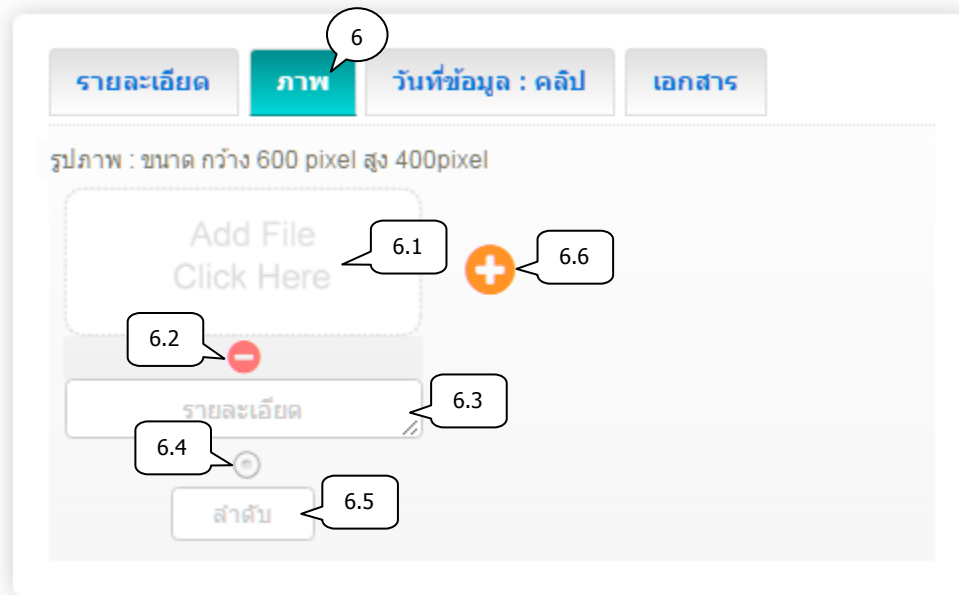 6
รายละเอียด ภาพ วันที่ข้อมูล : คลิป เอกสาร
รูปภาพ : ขนาด กว้าง 600 pixel สูง 400pixel
Add File
Click Here
6.1
6.6
6.2
รายละเอียด
6.3
6.4
ลำดับ
6.5